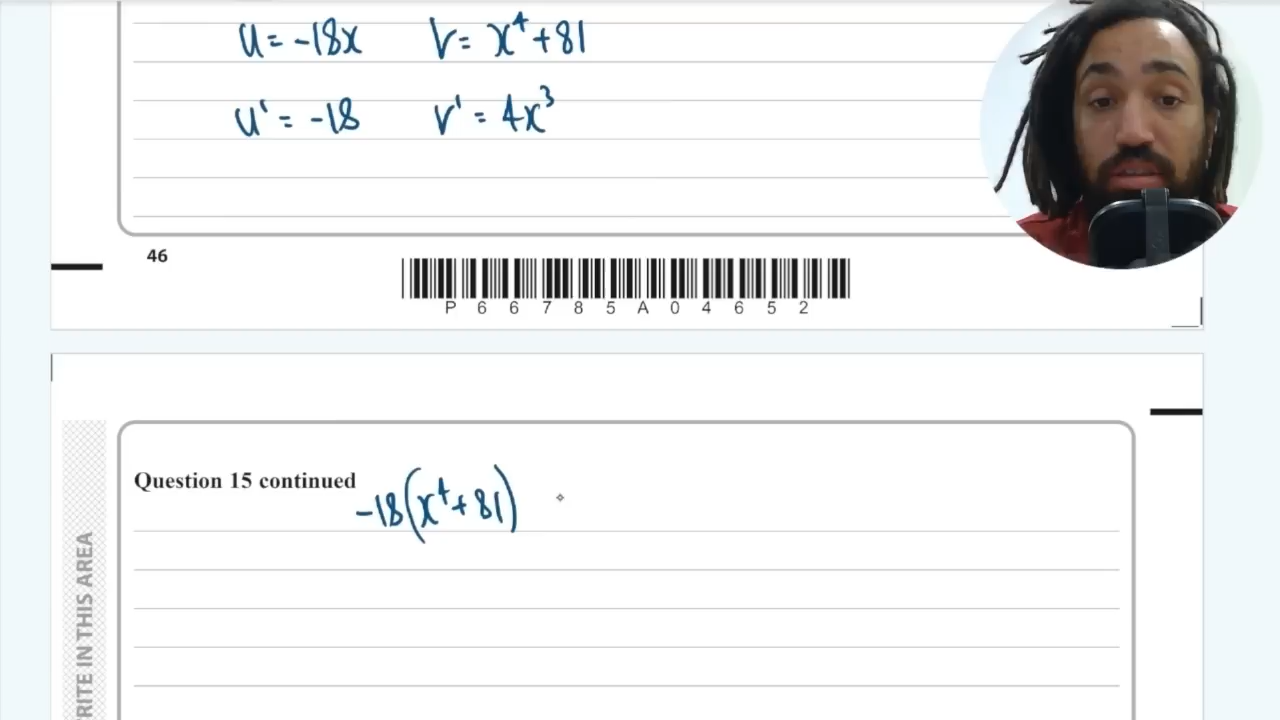 u = -18x v = x⁴ + 81
u' = -18 v' = 4x³
46
P 6 6 7 8 5 A 0 4 6 5 2
Question 15 continued -18(x⁴ + 81)
RITE IN THIS AREA